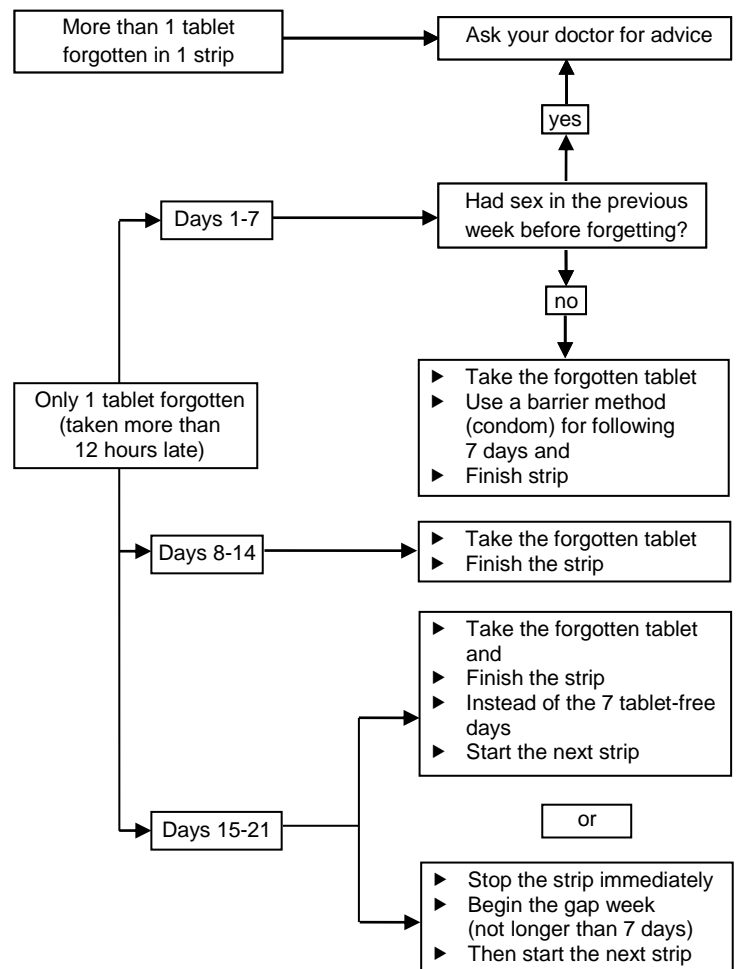 More than 1 tablet
forgotten in 1 strip
Ask your doctor for advice
yes
Had sex in the previous
week before forgetting?
Days 1-7
no
► Take the forgotten tablet
► Use a barrier method
(condom) for following
7 days and
► Finish strip
Only 1 tablet forgotten
(taken more than
12 hours late)
Days 8-14
► Take the forgotten tablet
► Finish the strip
► Take the forgotten tablet
and
► Finish the strip
► Instead of the 7 tablet-free
days
► Start the next strip
Days 15-21
or
► Stop the strip immediately
► Begin the gap week
(not longer than 7 days)
► Then start the next strip